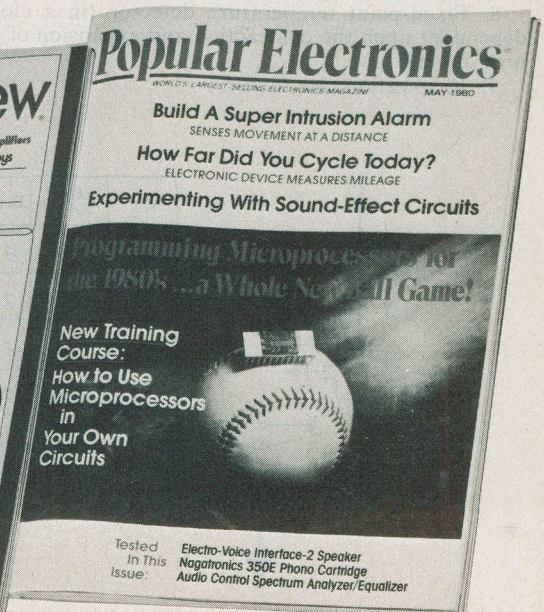 ew
plifiers
ys
Popular Electronics
WORLD'S LARGEST-SELLING ELECTRONICS MAGAZINE
MAY 1980
Build A Super Intrusion Alarm
SENSES MOVEMENT AT A DISTANCE
How Far Did You Cycle Today?
ELECTRONIC DEVICE MEASURES MILEAGE
Experimenting With Sound-Effect Circuits
Programming Microprocessors for
the 1980's ...a Whole New Ball Game!
New Training
Course:
How to Use
Microprocessors
in
Your Own
Circuits
Tested
In This
Issue:
Electro-Voice Interface-2 Speaker
Nagatronics 350E Phono Cartridge
Audio Control Spectrum Analyzer/Equalizer